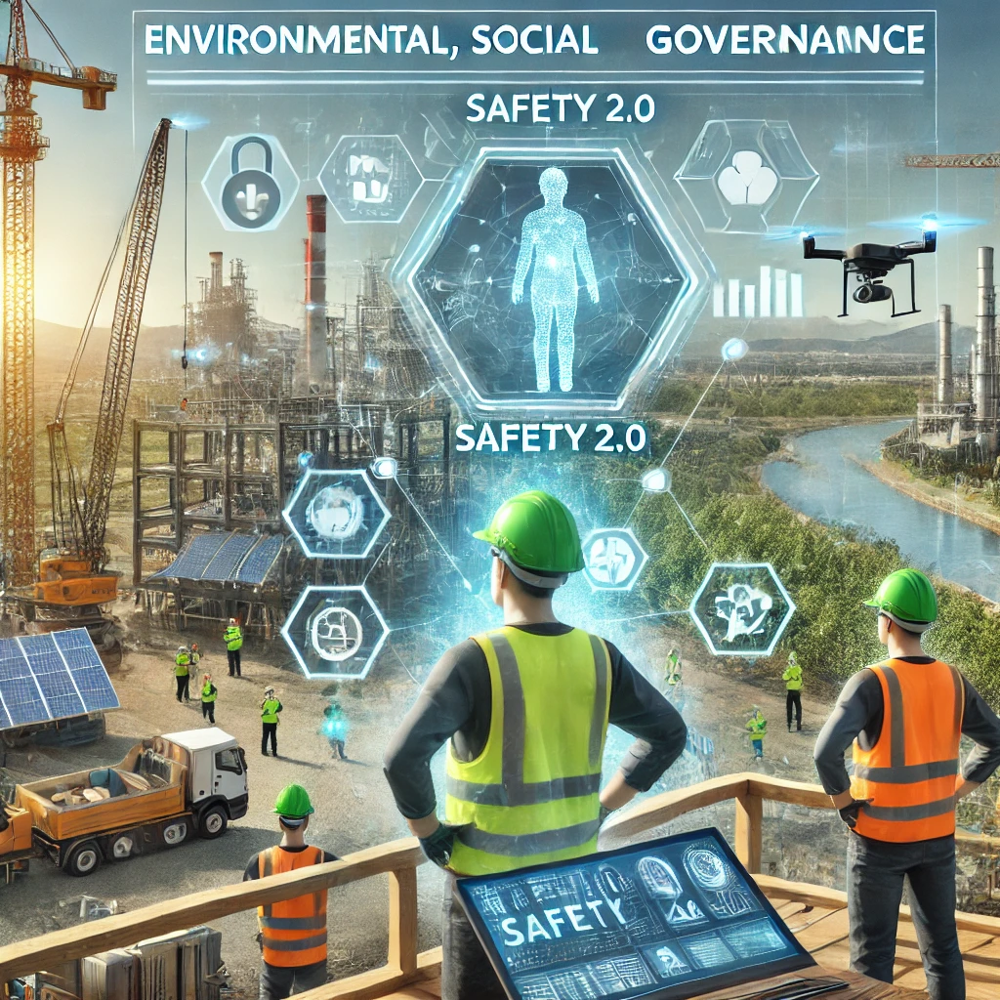 ENVIRONMENTAL, SOCIAL GOVERNANNCE
SAFETY 2.0
SAFETY 2.0
SAFETY